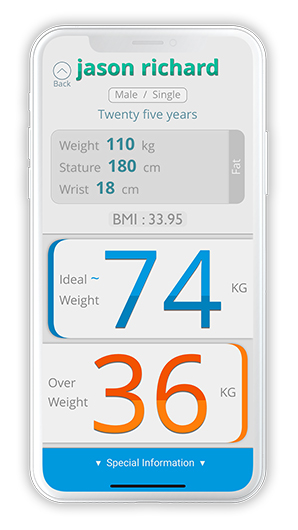 jason richard
Back
Male / Single
Twenty five years
Weight 110 kg
Stature 180 cm
Wrist 18 cm
Fat
BMI : 33.95
Ideal ~
Weight
74
KG
Over
Weight
36
KG
▼ Special Information ▼